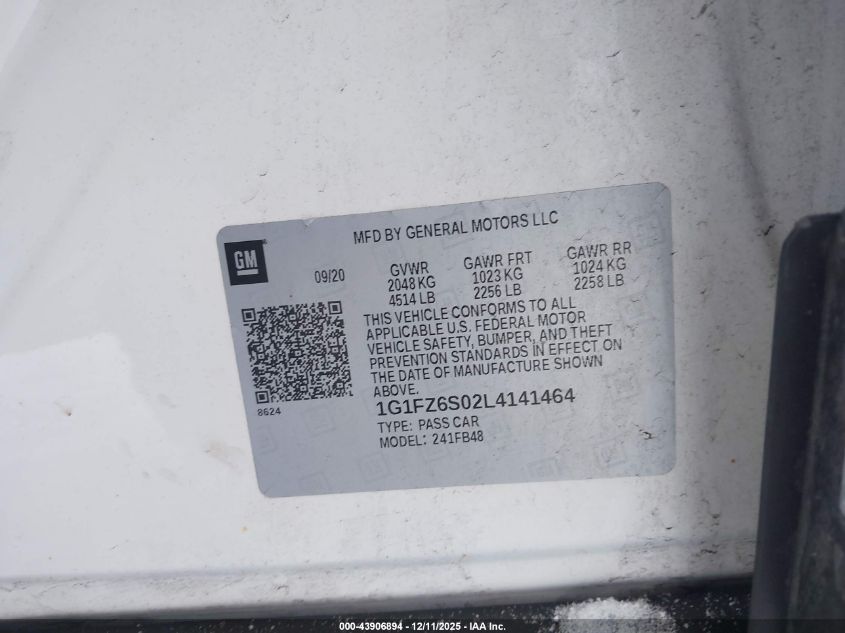 MFD BY GENERAL MOTORS LLC
GM
09/20
GVWR
2048 KG
4514 LB
GAWR FRT
1023 KG
2256 LB
GAWR RR
1024 KG
2258 LB
THIS VEHICLE CONFORMS TO ALL
APPLICABLE U.S. FEDERAL MOTOR
VEHICLE SAFETY, BUMPER, AND THEFT
PREVENTION STANDARDS IN EFFECT ON
THE DATE OF MANUFACTURE SHOWN
ABOVE.
8624
1G1FZ6S02L4141464
TYPE: PASS CAR
MODEL: 241FB48
000-43906894 - 12/11/2025 - IAA Inc.